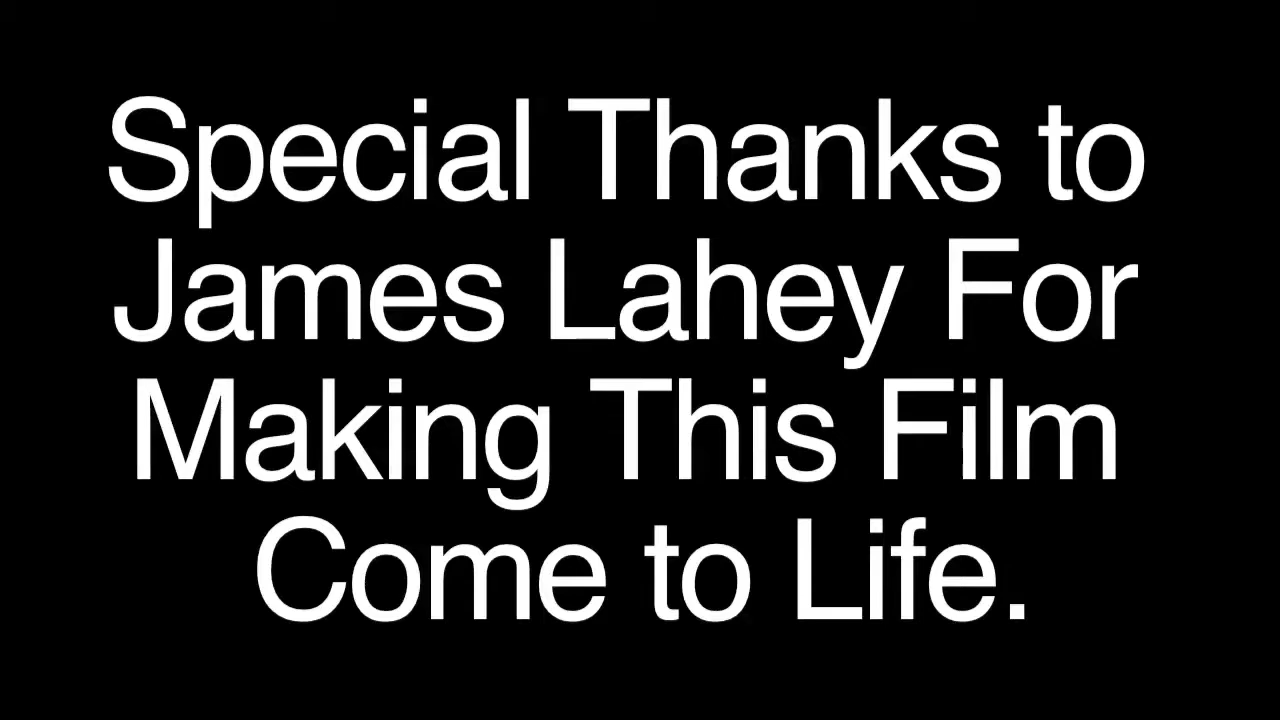 Special Thanks to
James Lahey For
Making This Film
Come to Life.